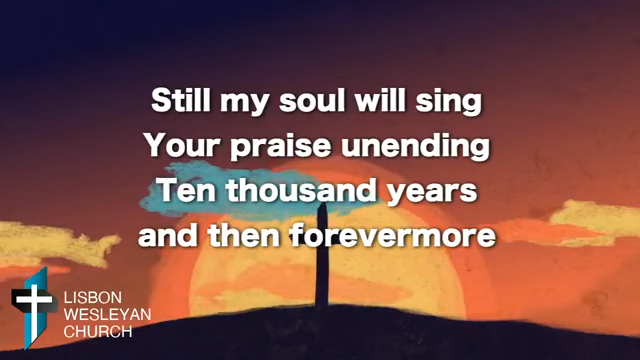 Still my soul will sing
Your praise unending
Ten thousand years
and then forevermore
LISBON
WESLEYAN
CHURCH